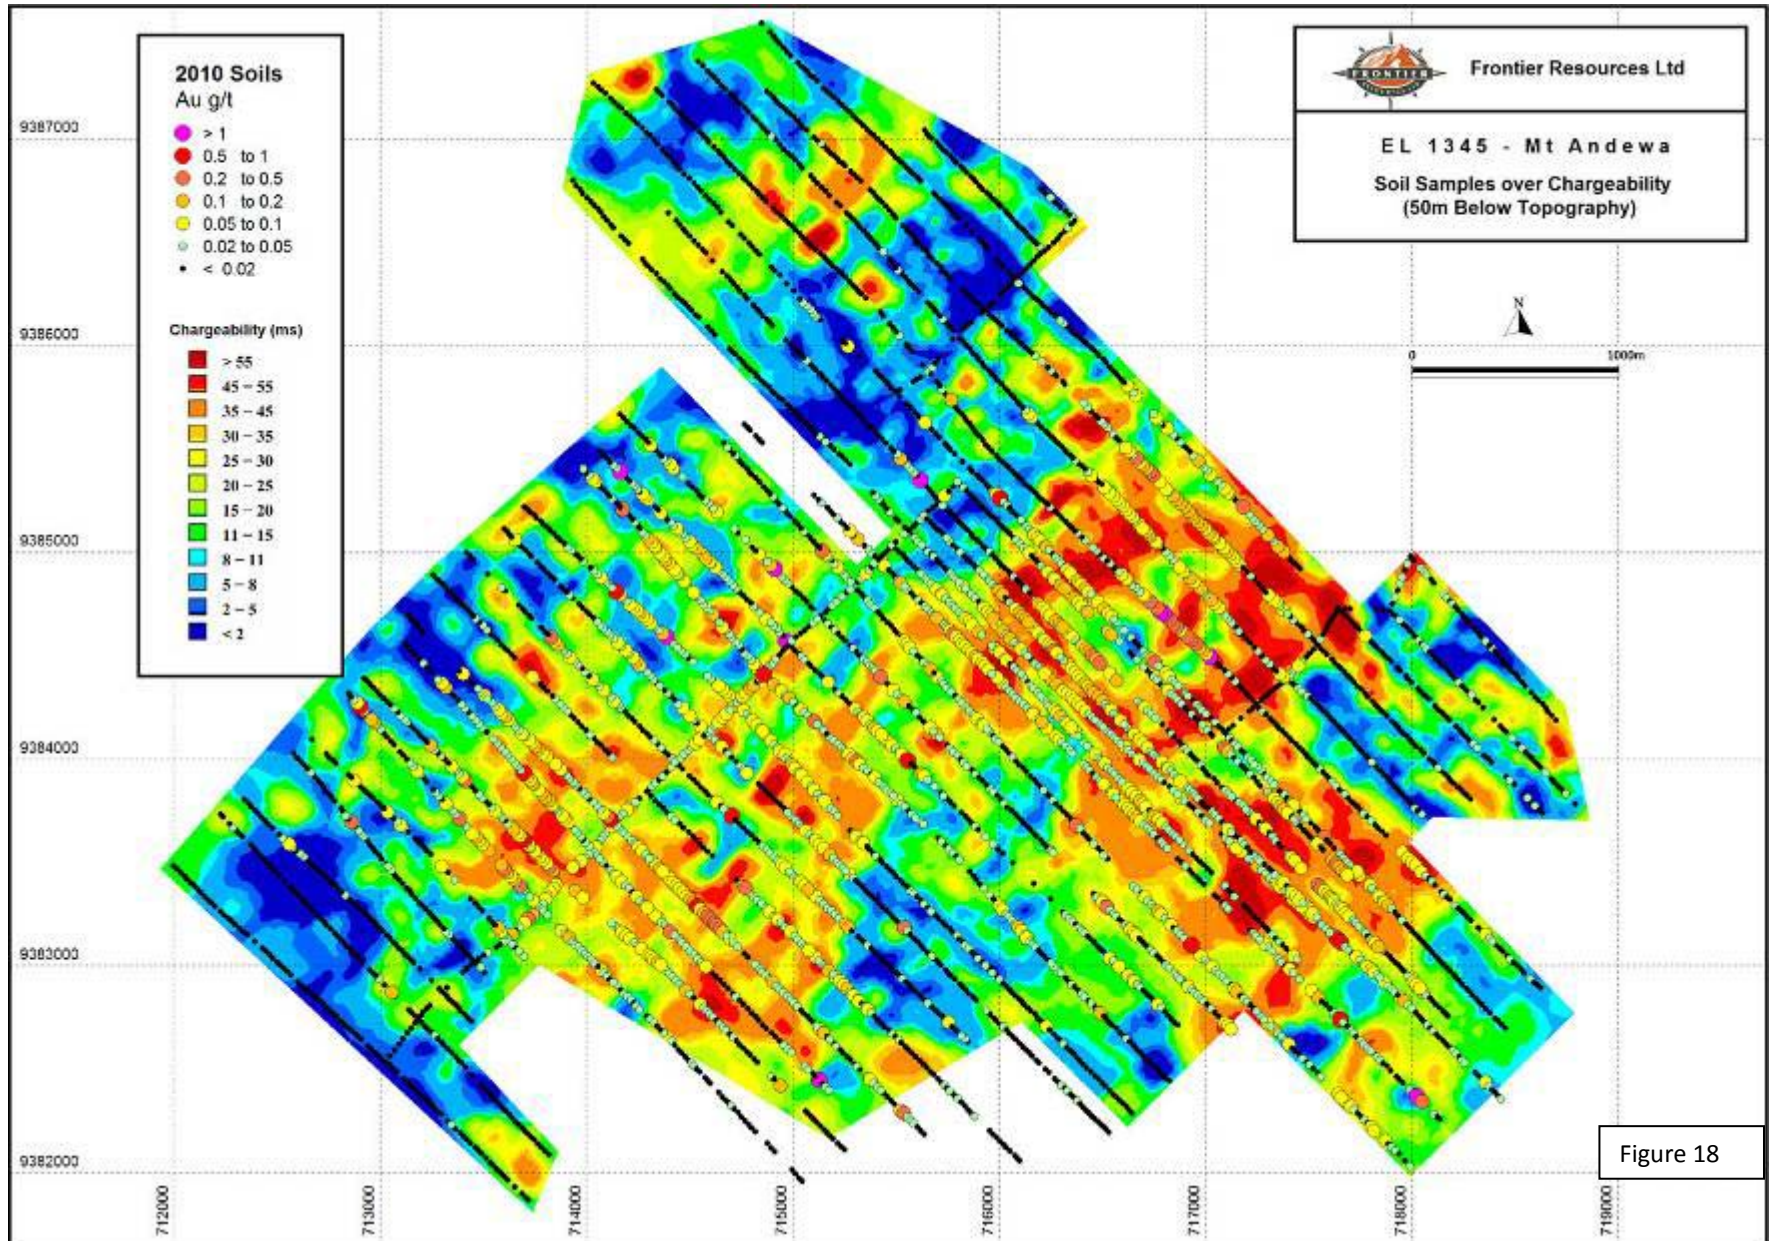 2010 Soils
Au g/t
> 1
0.5 to 1
0.2 to 0.5
0.1 to 0.2
0.05 to 0.1
0.02 to 0.05
< 0.02
Chargeability (ms)
> 55
45 – 55
35 – 45
30 – 35
25 – 30
20 – 25
15 – 20
11 – 15
8 – 11
5 – 8
2 – 5
< 2
FRONTIER
Frontier Resources Ltd
EL 1345 - Mt Andewa
Soil Samples over Chargeability
(50m Below Topography)
N
0 1000m
9387000
9386000
9385000
9384000
9383000
9382000
712000
713000
714000
715000
716000
717000
718000
719000
Figure 18